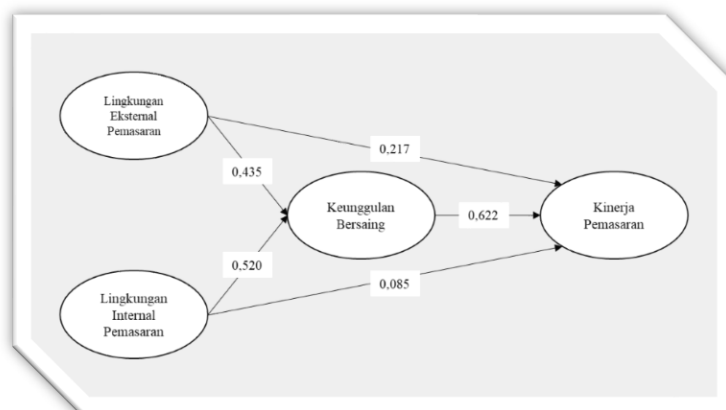 Lingkungan
Eksternal
Pemasaran
0,217
0,435
Keunggulan
Bersaing
0,622
Kinerja
Pemasaran
0,520
0,085
Lingkungan
Internal
Pemasaran